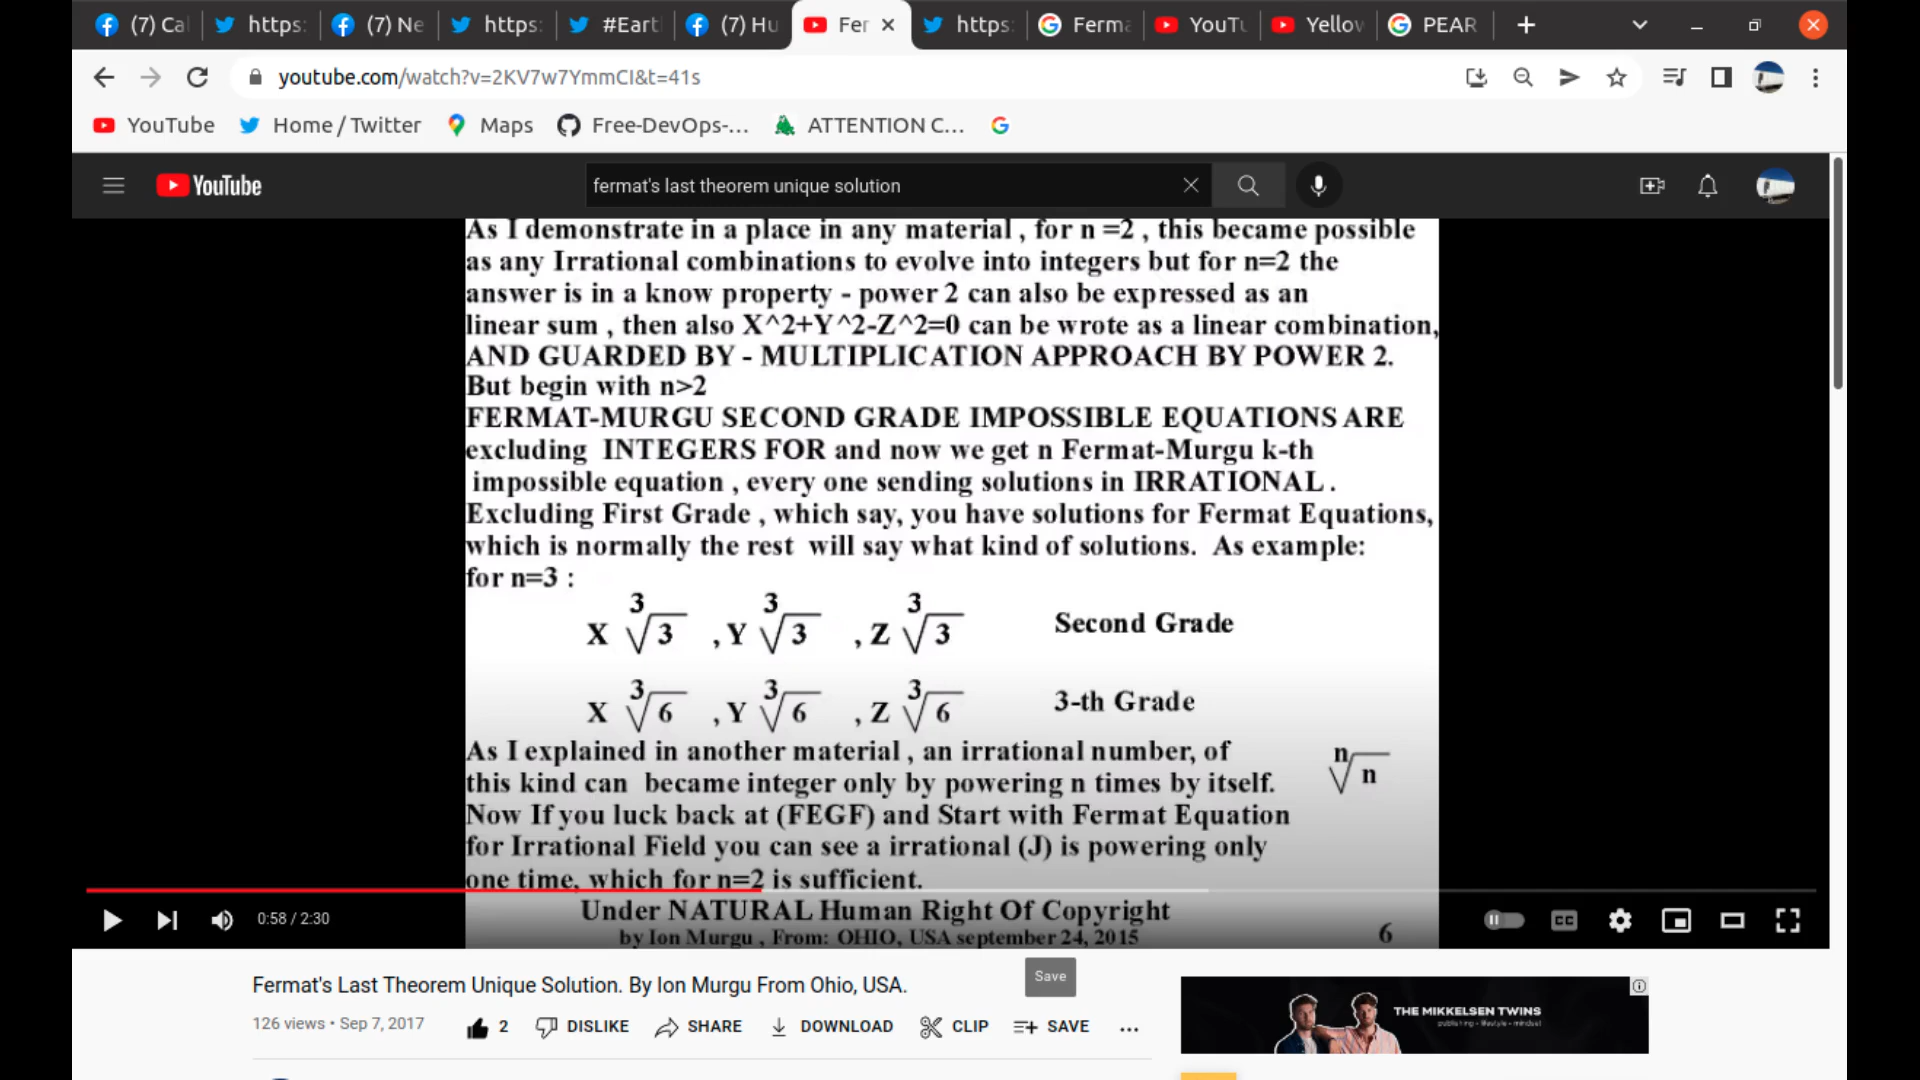 (7) Ca
https:
(7) Ne
https:
#Eart
(7) Hu
Fer
https:
Ferma
YouTu
Yellow
PEAR
youtube.com/watch?v=2KV7w7YmmCI&t=41s
YouTube
Home / Twitter
Maps
Free-DevOps-...
ATTENTION C...
YouTube
fermat's last theorem unique solution
As I demonstrate in a place in any material , for n =2 , this became possible
as any Irrational combinations to evolve into integers but for n=2 the
answer is in a know property - power 2 can also be expressed as an
linear sum , then also X^2+Y^2-Z^2=0 can be wrote as a linear combination,
AND GUARDED BY - MULTIPLICATION APPROACH BY POWER 2.
But begin with n>2
FERMAT-MURGU SECOND GRADE IMPOSSIBLE EQUATIONS ARE
excluding INTEGERS FOR and now we get n Fermat-Murgu k-th
impossible equation , every one sending solutions in IRRATIONAL .
Excluding First Grade , which say, you have solutions for Fermat Equations,
which is normally the rest will say what kind of solutions. As example:
for n=3 :
X ∛3 , Y ∛3 , Z ∛3 Second Grade
X ∛6 , Y ∛6 , Z ∛6 3-th Grade
As I explained in another material , an irrational number, of ⁿ√n
this kind can became integer only by powering n times by itself.
Now If you luck back at (FEGF) and Start with Fermat Equation
for Irrational Field you can see a irrational (J) is powering only
one time, which for n=2 is sufficient.
Under NATURAL Human Right Of Copyright
by Ion Murgu , From: OHIO, USA september 24, 2015
6
0:58 / 2:30
CC
Save
Fermat's Last Theorem Unique Solution. By Ion Murgu From Ohio, USA.
126 views • Sep 7, 2017
2
DISLIKE
SHARE
DOWNLOAD
CLIP
SAVE
THE MIKKELSEN TWINS
publishing - lifestyle - mindset